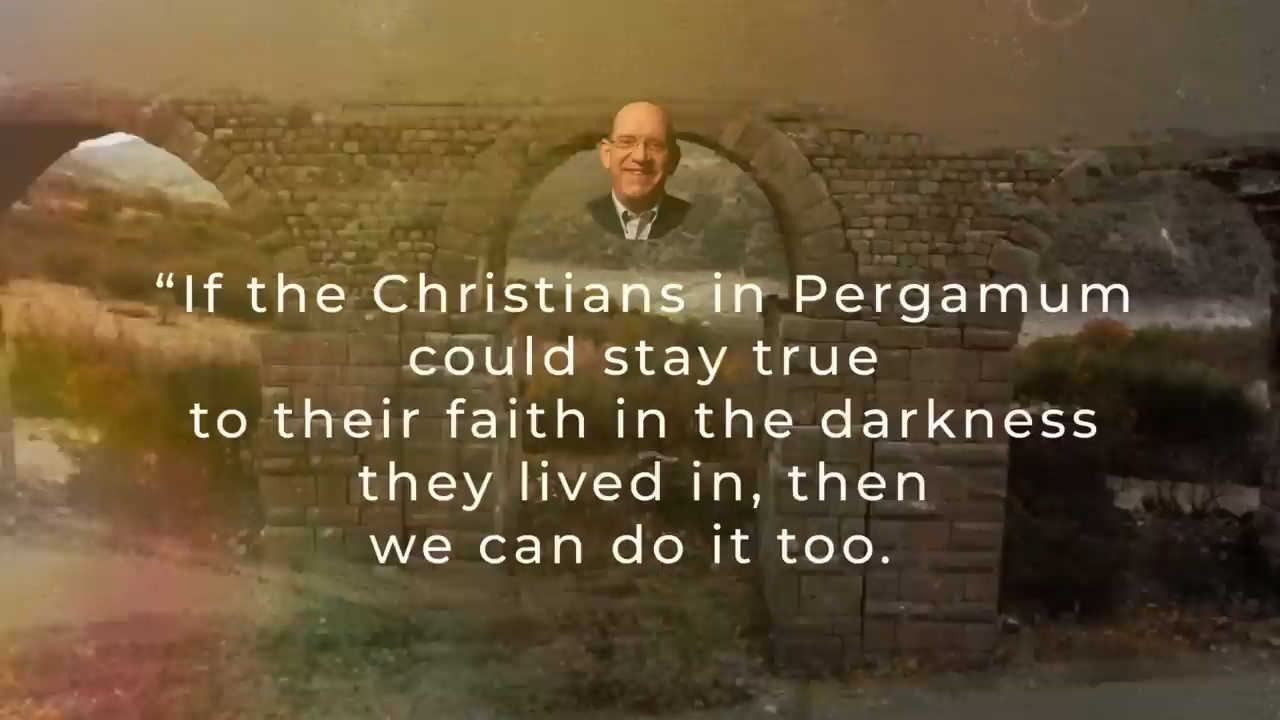 “If the Christians in Pergamum
could stay true
to their faith in the darkness
they lived in, then
we can do it too.